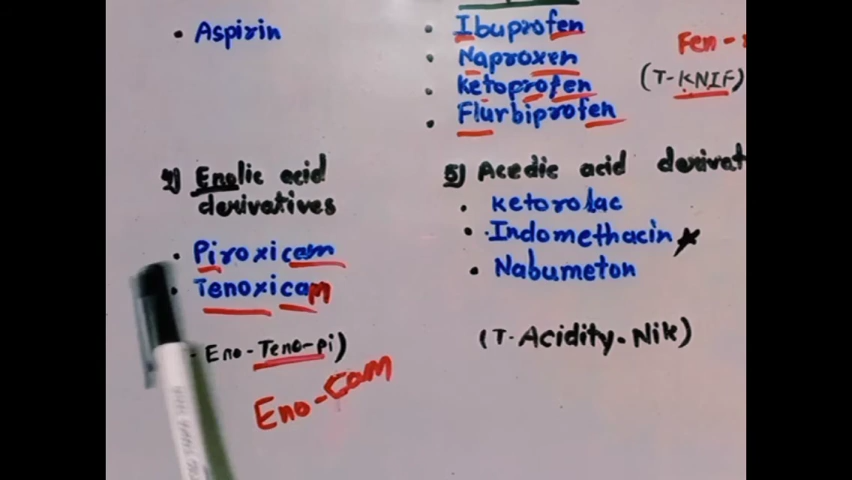 • Aspirin
• Ibuprofen
• Naproxen
• Ketoprofen
• Flurbiprofen
Fen -
(T-KNIF)
4) Enolic acid
derivatives
• Piroxicam
• Tenoxicam
- Eno-Teno-pi)
Eno-cam
5) Acedic acid derivat
• Ketorolac
• Indomethacin
• Nabumeton
(T-Acidity.Nik)